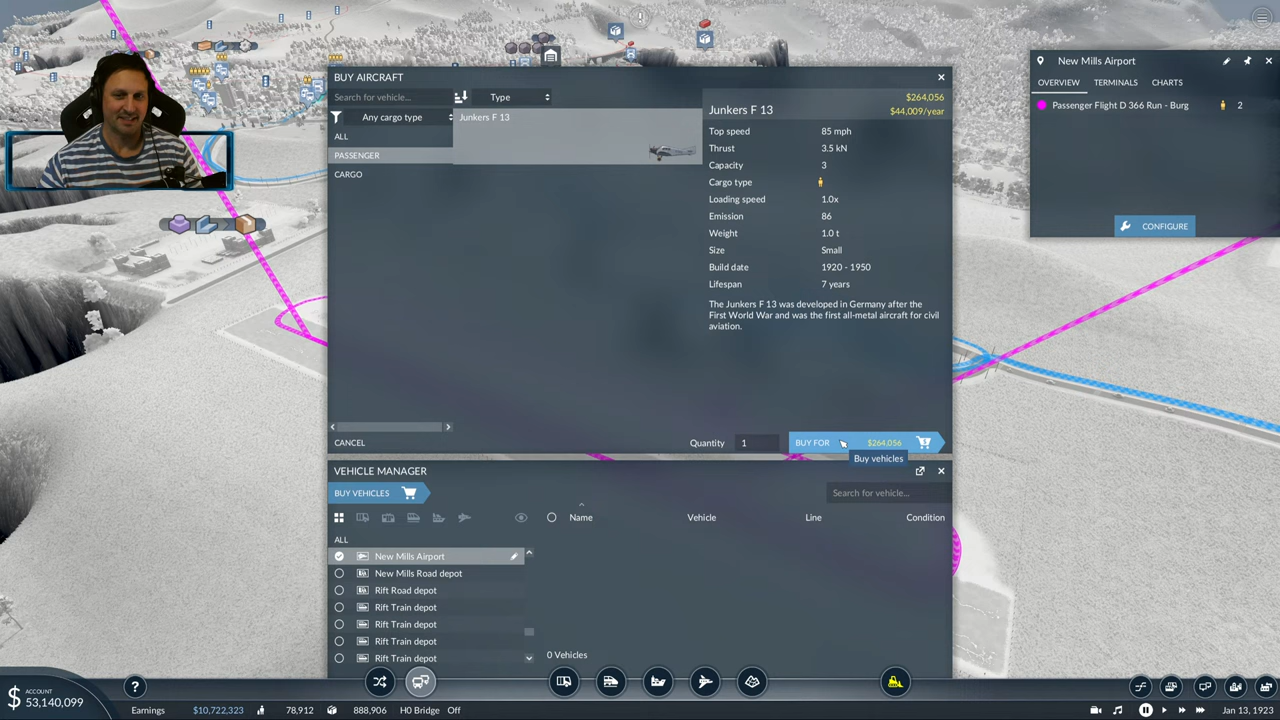 BUY AIRCRAFT
Search for vehicle...
Type
Any cargo type
ALL
PASSENGER
CARGO
Junkers F 13
$264,056
$44,009/year
Junkers F 13
Top speed 85 mph
Thrust 3.5 kN
Capacity 3
Cargo type
Loading speed 1.0x
Emission 86
Weight 1.0 t
Size Small
Build date 1920 - 1950
Lifespan 7 years
The Junkers F 13 was developed in Germany after the
First World War and was the first all-metal aircraft for civil
aviation.
CANCEL
Quantity 1
BUY FOR $264,056
Buy vehicles
New Mills Airport
OVERVIEW TERMINALS CHARTS
Passenger Flight D 366 Run - Burg 2
CONFIGURE
VEHICLE MANAGER
BUY VEHICLES
Search for vehicle...
Name Vehicle Line Condition
ALL
New Mills Airport
New Mills Road depot
Rift Road depot
Rift Train depot
Rift Train depot
Rift Train depot
Rift Train depot
0 Vehicles
$ ACCOUNT
53,140,099
?
Earnings $10,722,323 78,912 888,906 H0 Bridge Off
Jan 13, 1923